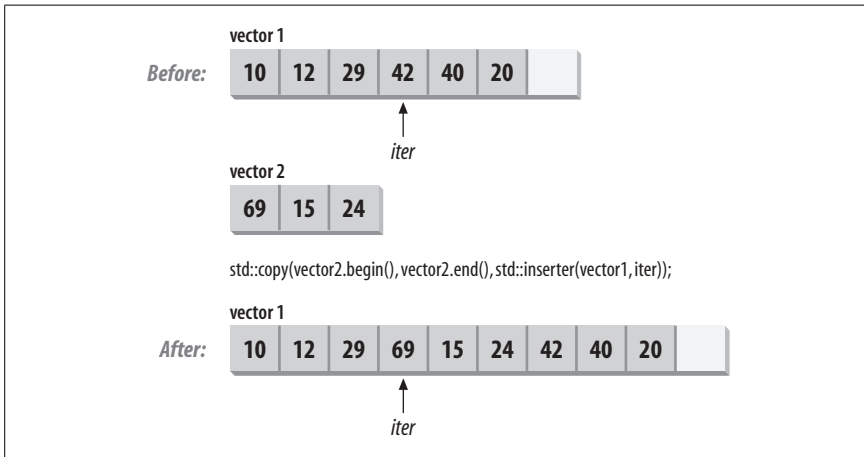 vector 1
Before: 10 12 29 42 40 20
iter
vector 2
69 15 24
std::copy(vector2.begin(), vector2.end(), std::inserter(vector1, iter));
vector 1
After: 10 12 29 69 15 24 42 40 20
iter